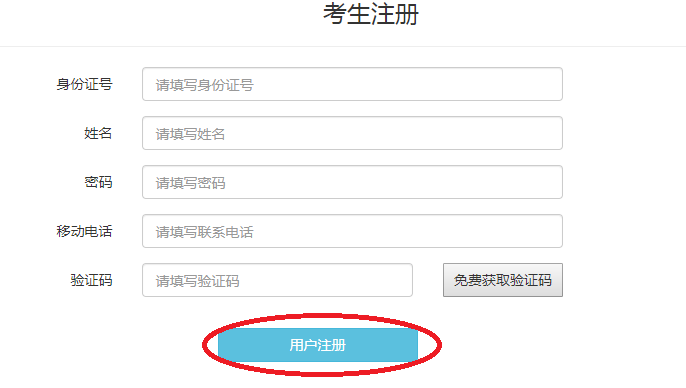 考生注册
身份证号 请填写身份证号
姓名 请填写姓名
密码 请填写密码
移动电话 请填写联系电话
验证码 请填写验证码 免费获取验证码
用户注册